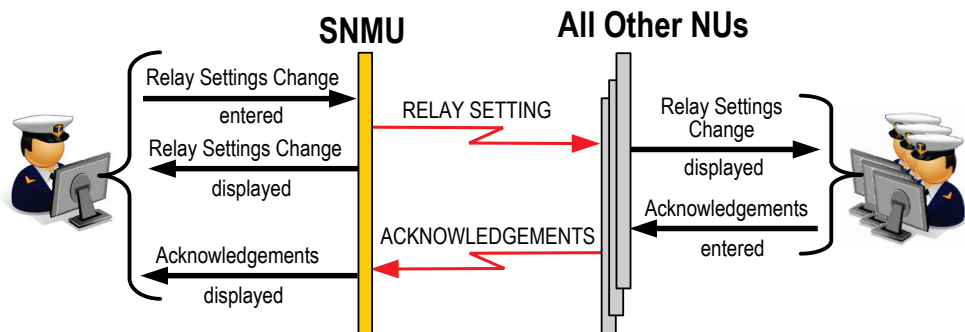 SNMU
All Other NUs
Relay Settings Change
entered
RELAY SETTING
Relay Settings
Change
displayed
Relay Settings Change
displayed
Acknowledgements
entered
ACKNOWLEDGEMENTS
Acknowledgements
displayed